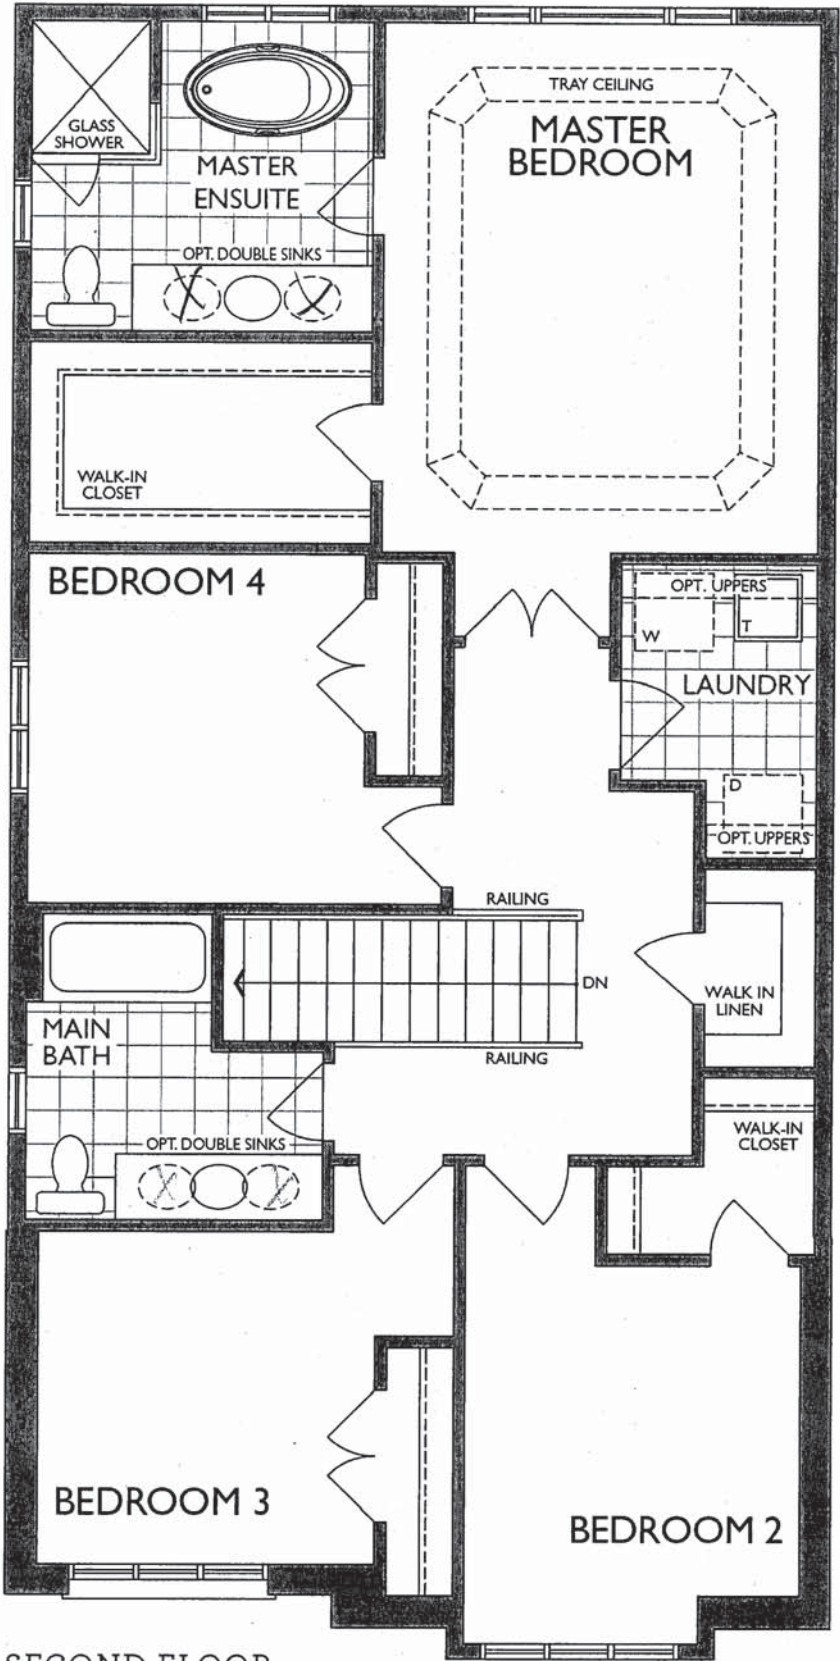 GLASS
SHOWER
MASTER
ENSUITE
OPT. DOUBLE SINKS
TRAY CEILING
MASTER
BEDROOM
WALK-IN
CLOSET
BEDROOM 4
OPT. UPPERS
W
T
LAUNDRY
D
OPT. UPPERS
RAILING
DN
WALK IN
LINEN
RAILING
MAIN
BATH
OPT. DOUBLE SINKS
WALK-IN
CLOSET
BEDROOM 3
BEDROOM 2
SECOND FLOOR